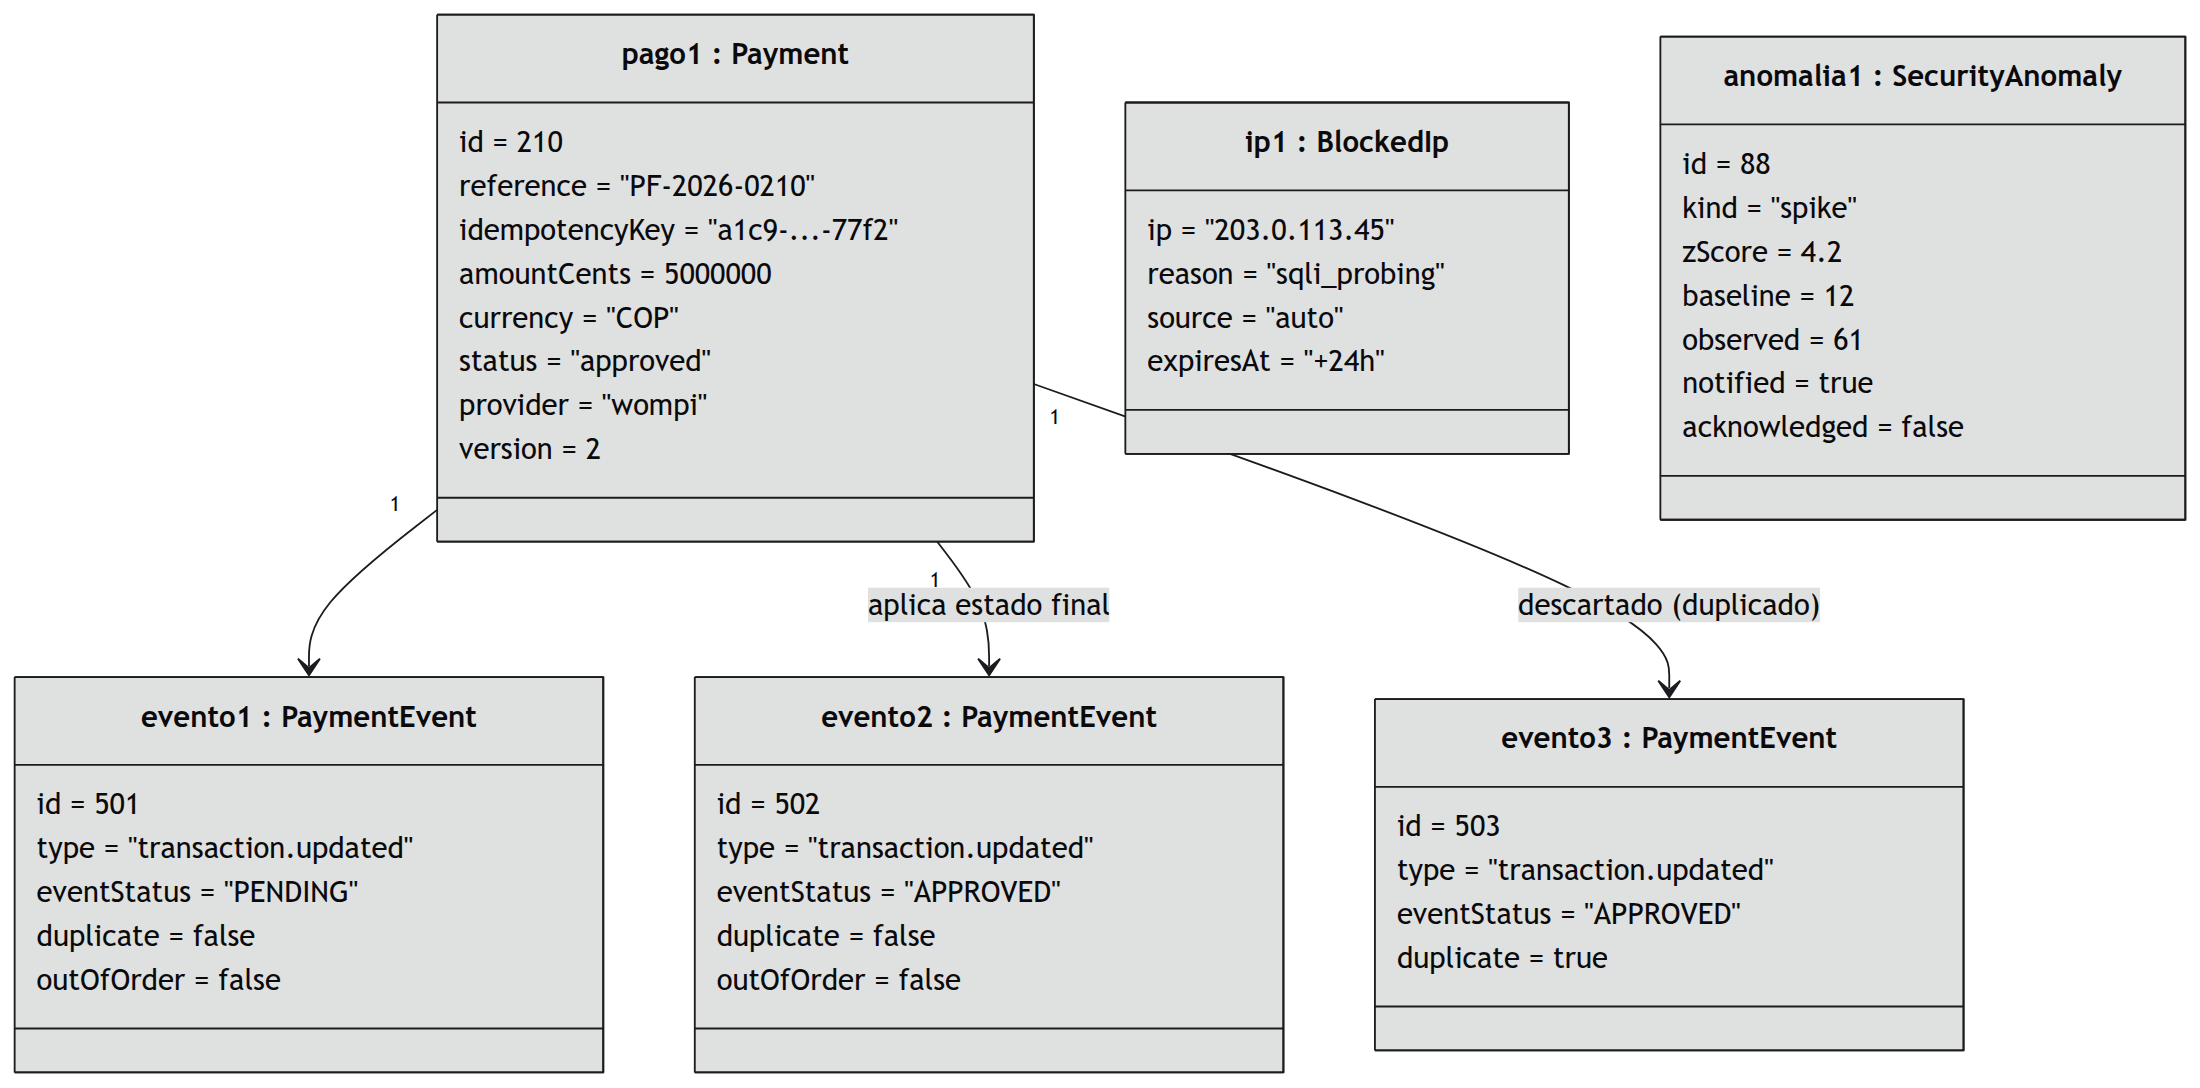 pago1 : Payment
id = 210
reference = "PF-2026-0210"
idempotencyKey = "a1c9-...-77f2"
amountCents = 5000000
currency = "COP"
status = "approved"
provider = "wompi"
version = 2
ip1 : BlockedIp
ip = "203.0.113.45"
reason = "sqli_probing"
source = "auto"
expiresAt = "+24h"
anomalia1 : SecurityAnomaly
id = 88
kind = "spike"
zScore = 4.2
baseline = 12
observed = 61
notified = true
acknowledged = false
1
1
1
aplica estado final
descartado (duplicado)
evento1 : PaymentEvent
id = 501
type = "transaction.updated"
eventStatus = "PENDING"
duplicate = false
outOfOrder = false
evento2 : PaymentEvent
id = 502
type = "transaction.updated"
eventStatus = "APPROVED"
duplicate = false
outOfOrder = false
evento3 : PaymentEvent
id = 503
type = "transaction.updated"
eventStatus = "APPROVED"
duplicate = true